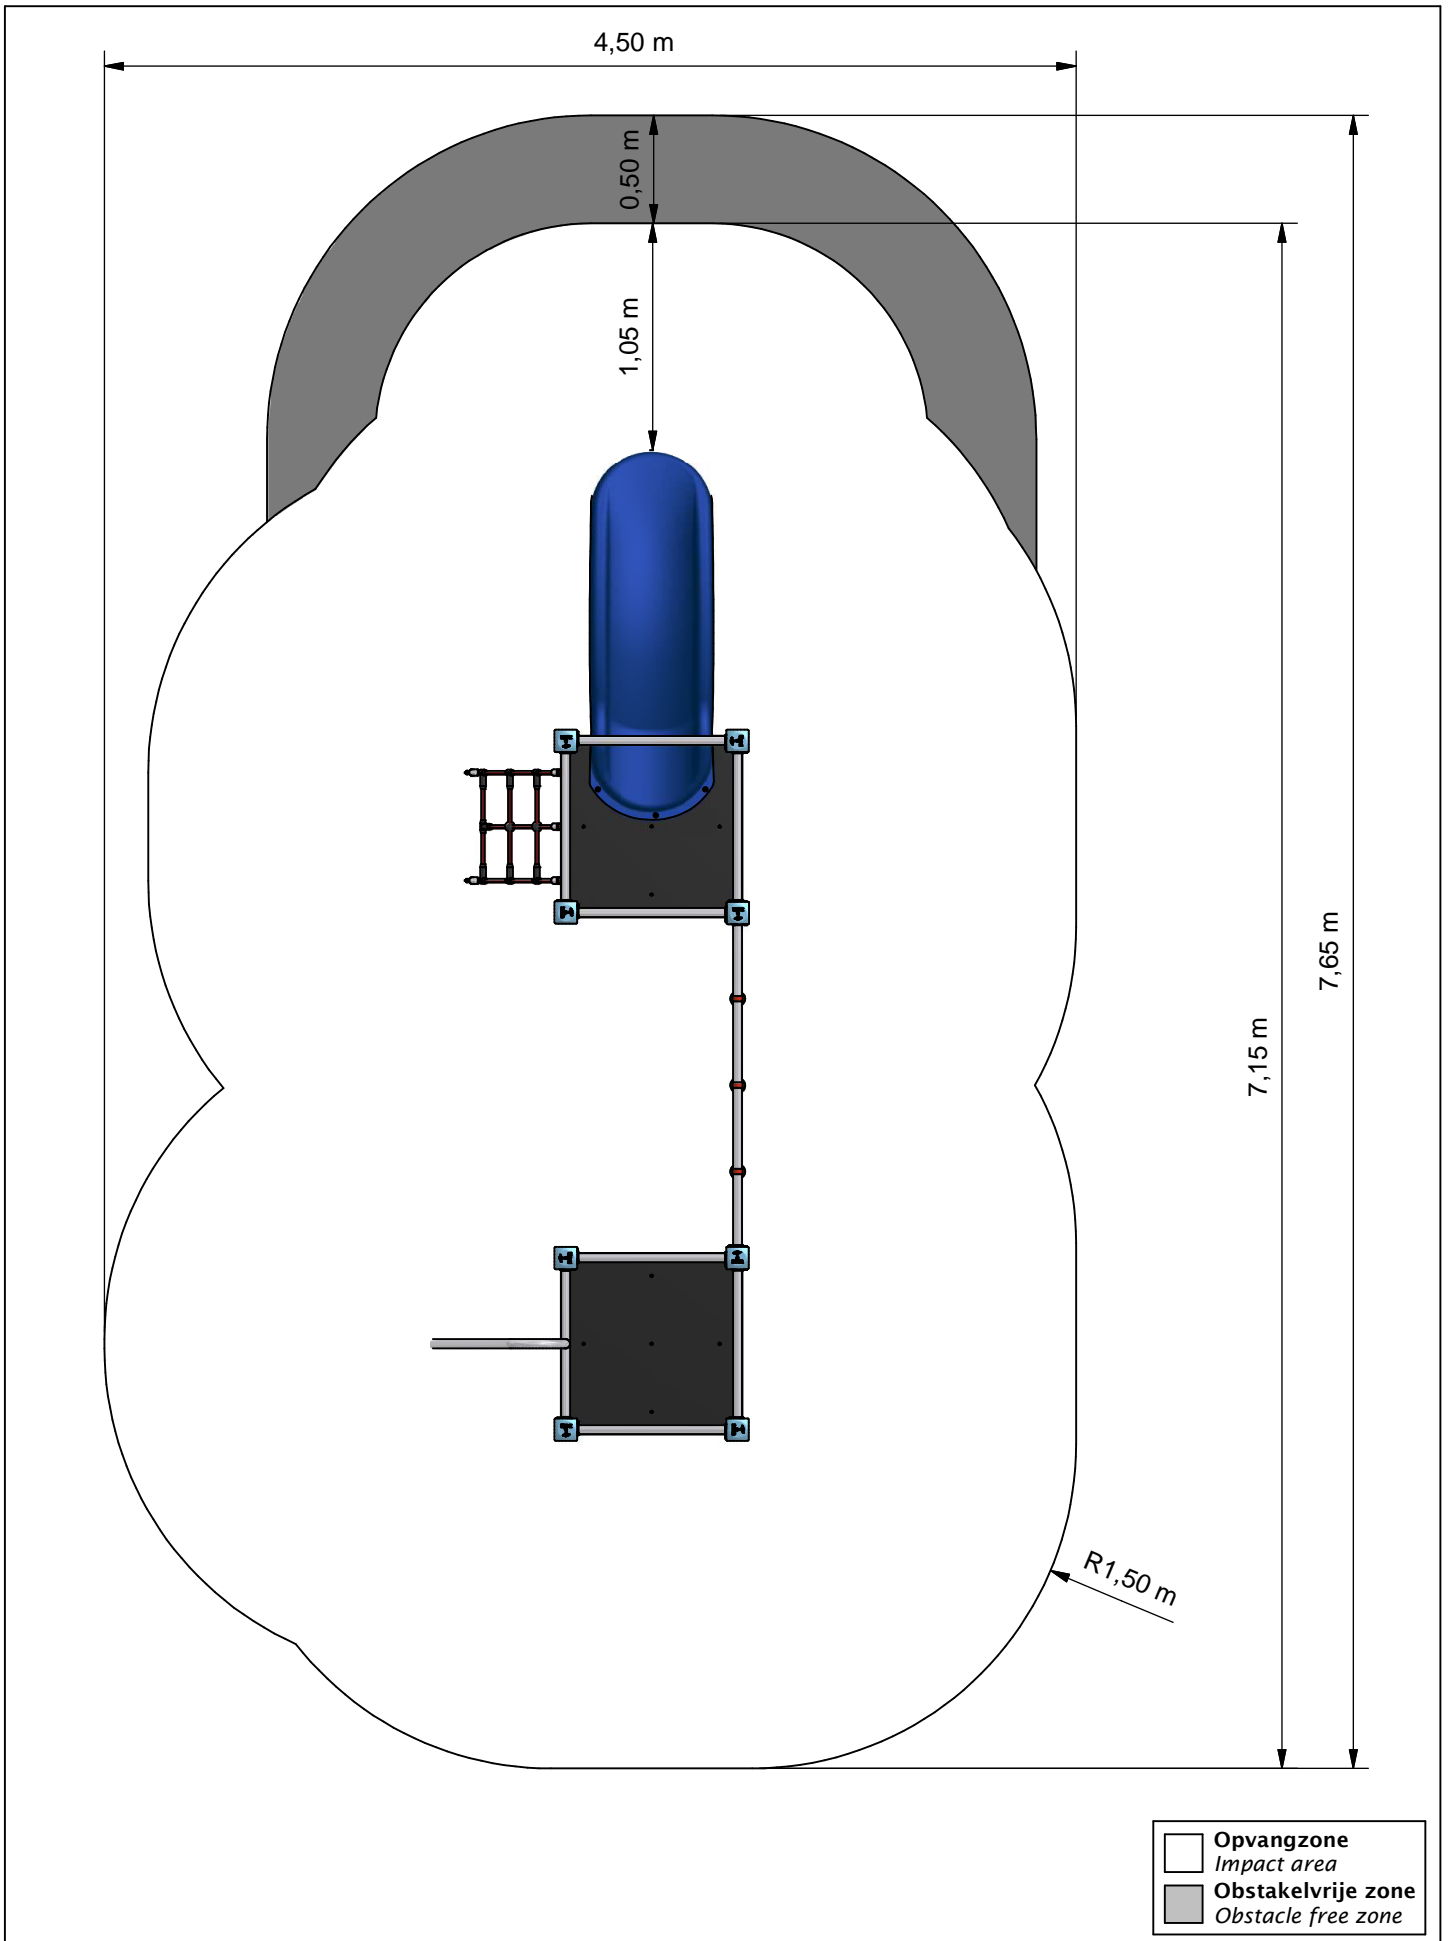 4,50 m
0,50 m
1,05 m
7,65 m
7,15 m
R1,50 m
Opvangzone
Impact area
Obstakelvrije zone
Obstacle free zone